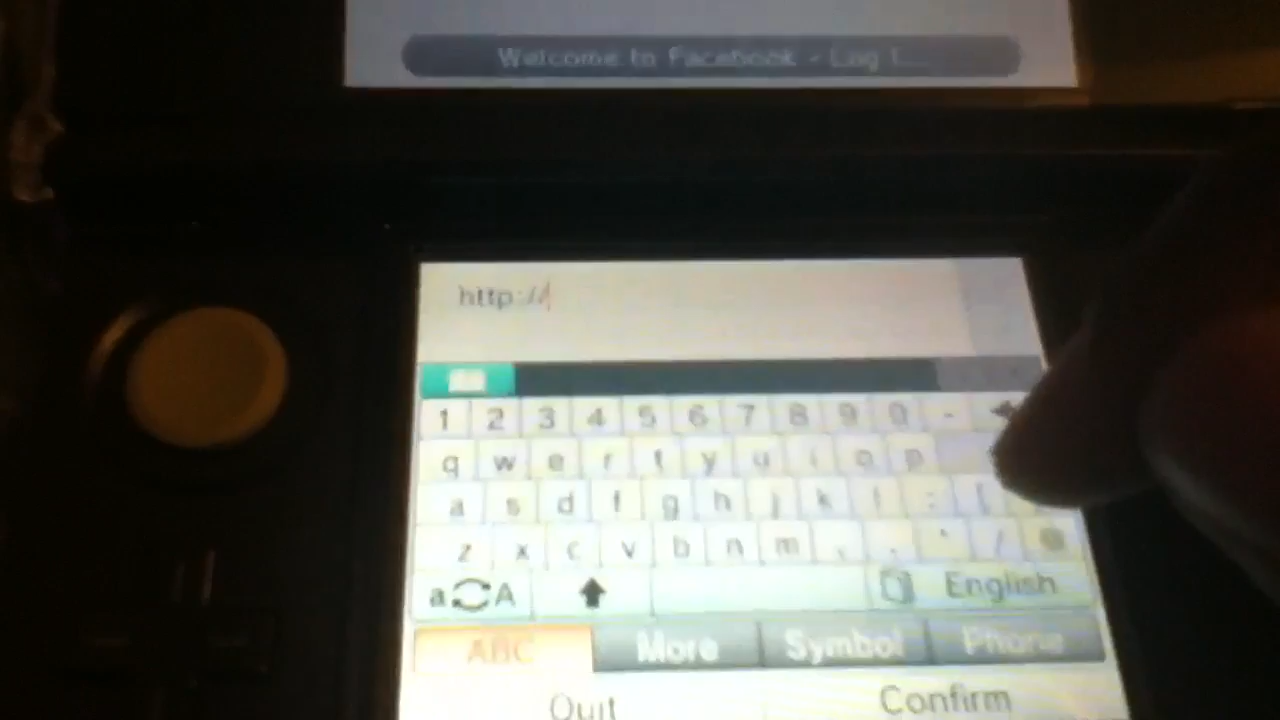 Welcome to Facebook - Log I...
http://
1 2 3 4 5 6 7 8 9 0 -
q w e r t y u i o p
a s d f g h j k l : [
z x c v b n m , . ' / @
a A English
ABC More Symbol Phone
Quit Confirm